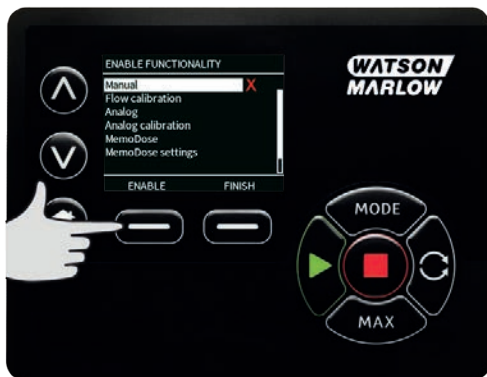 ENABLE FUNCTIONALITY
Manual X
Flow calibration
Analog
Analog calibration
MemoDose
MemoDose settings
ENABLE FINISH
WATSON
MARLOW
MODE
MAX